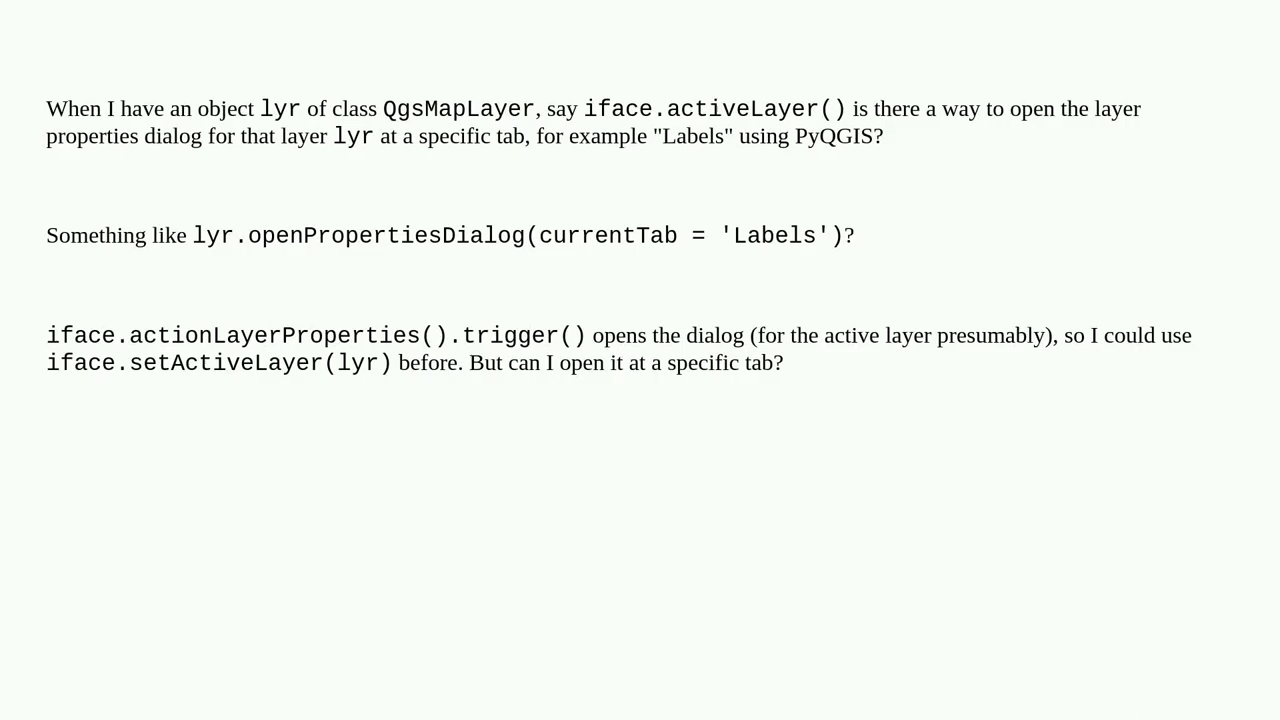 When I have an object lyr of class QgsMapLayer, say iface.activeLayer() is there a way to open the layer
properties dialog for that layer lyr at a specific tab, for example "Labels" using PyQGIS?
Something like lyr.openPropertiesDialog(currentTab = 'Labels')?
iface.actionLayerProperties().trigger() opens the dialog (for the active layer presumably), so I could use
iface.setActiveLayer(lyr) before. But can I open it at a specific tab?